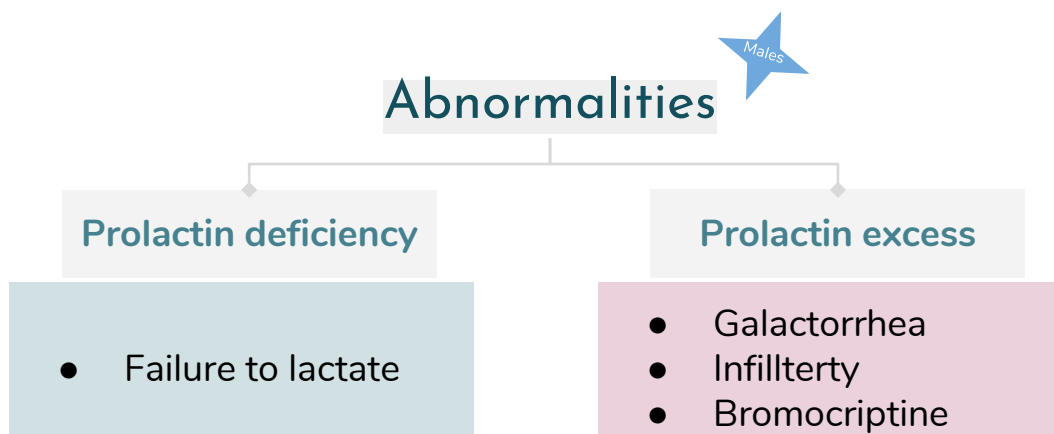 Males
Abnormalities
Prolactin deficiency
Prolactin excess
● Failure to lactate
● Galactorrhea
● Infillterty
● Bromocriptine